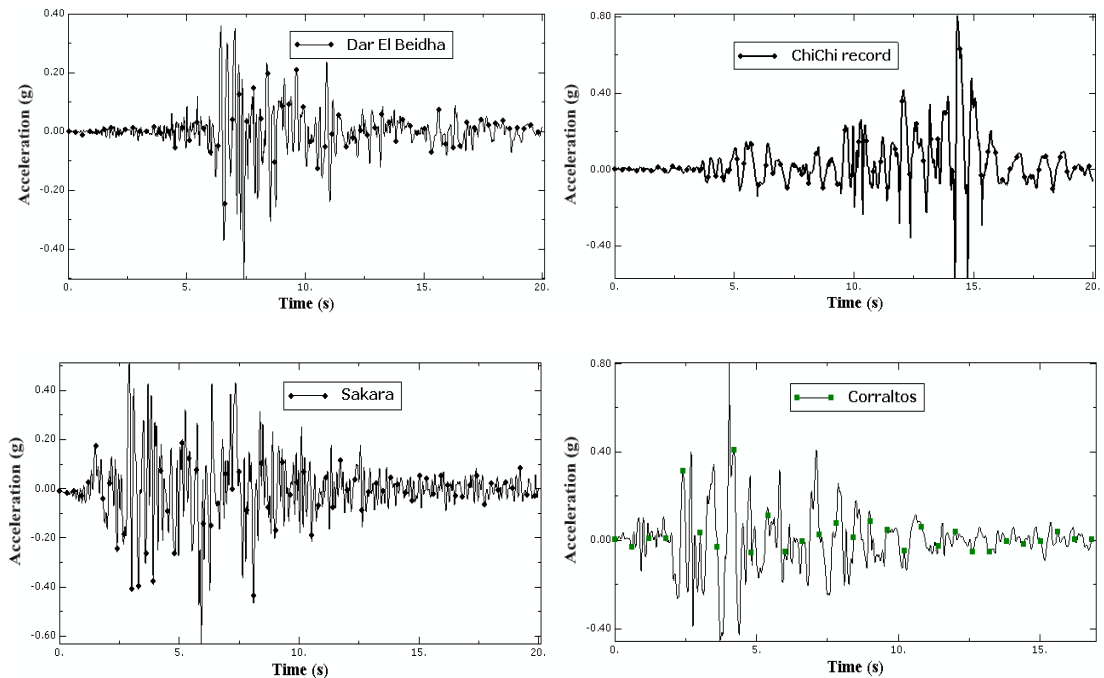 0.40
0.20
0.00
-0.20
-0.40
Acceleration (g)
Dar El Beidha
0. 5. 10. 15. 20.
Time (s)
0.80
0.40
0.00
-0.40
Acceleration (g)
ChiChi record
0. 5. 10. 15. 20.
Time (s)
0.40
0.20
0.00
-0.20
-0.40
-0.60
Acceleration (g)
Sakara
0. 5. 10. 15. 20.
Time (s)
0.80
0.40
0.00
-0.40
Acceleration (g)
Corraltos
0. 5. 10. 15.
Time (s)